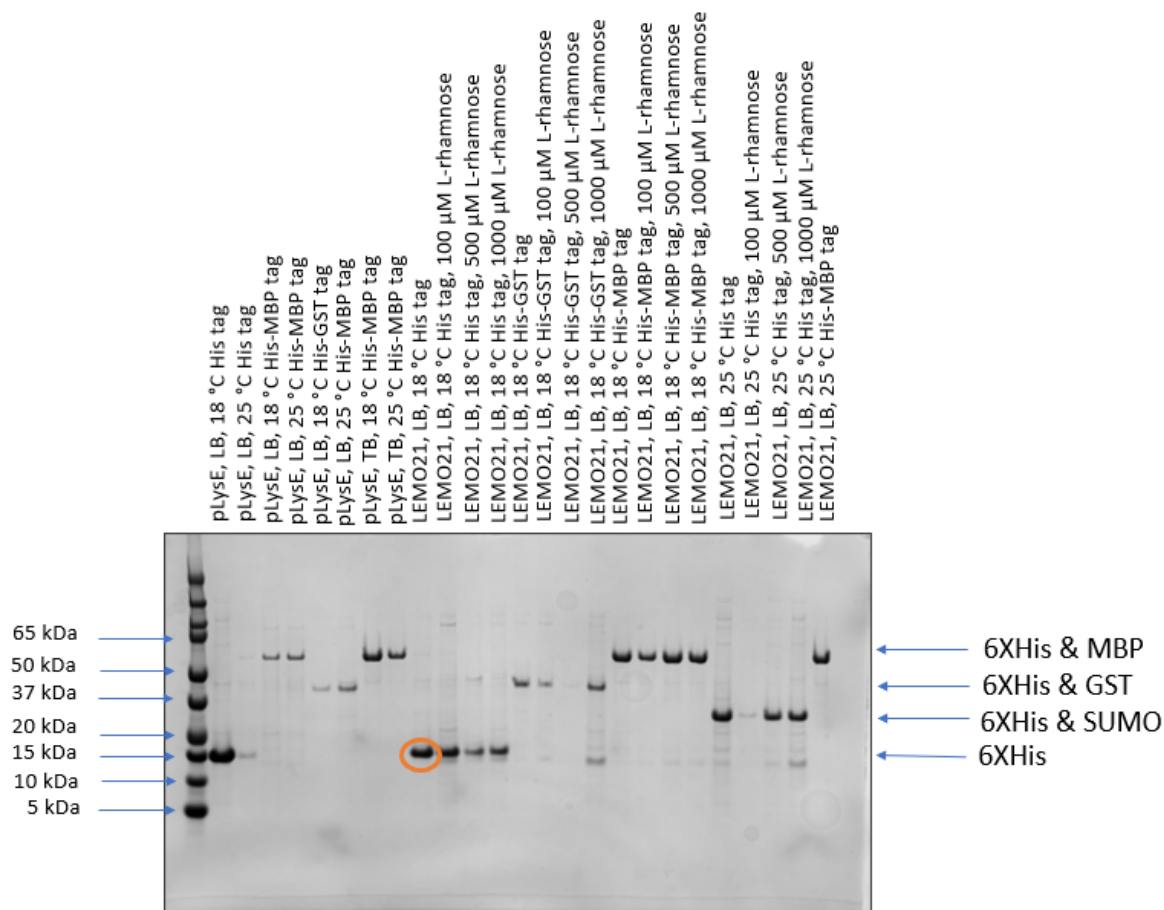 pLysE, LB, 18 °C His tag
pLysE, LB, 25 °C His tag
pLysE, LB, 18 °C His-MBP tag
pLysE, LB, 25 °C His-MBP tag
pLysE, LB, 18 °C His-GST tag
pLysE, LB, 25 °C His-MBP tag
pLysE, TB, 18 °C His-MBP tag
pLysE, TB, 25 °C His-MBP tag
LEMO21, LB, 18 °C His tag
LEMO21, LB, 18 °C His tag, 100 µM L-rhamnose
LEMO21, LB, 18 °C His tag, 500 µM L-rhamnose
LEMO21, LB, 18 °C His tag, 1000 µM L-rhamnose
LEMO21, LB, 18 °C His-GST tag
LEMO21, LB, 18 °C His-GST tag, 100 µM L-rhamnose
LEMO21, LB, 18 °C His-GST tag, 500 µM L-rhamnose
LEMO21, LB, 18 °C His-GST tag, 1000 µM L-rhamnose
LEMO21, LB, 18 °C His-MBP tag
LEMO21, LB, 18 °C His-MBP tag, 100 µM L-rhamnose
LEMO21, LB, 18 °C His-MBP tag, 500 µM L-rhamnose
LEMO21, LB, 18 °C His-MBP tag, 1000 µM L-rhamnose
LEMO21, LB, 25 °C His tag
LEMO21, LB, 25 °C His tag, 100 µM L-rhamnose
LEMO21, LB, 25 °C His tag, 500 µM L-rhamnose
LEMO21, LB, 25 °C His tag, 1000 µM L-rhamnose
LEMO21, LB, 25 °C His-MBP tag
65 kDa
50 kDa
37 kDa
20 kDa
15 kDa
10 kDa
5 kDa
6XHis & MBP
6XHis & GST
6XHis & SUMO
6XHis